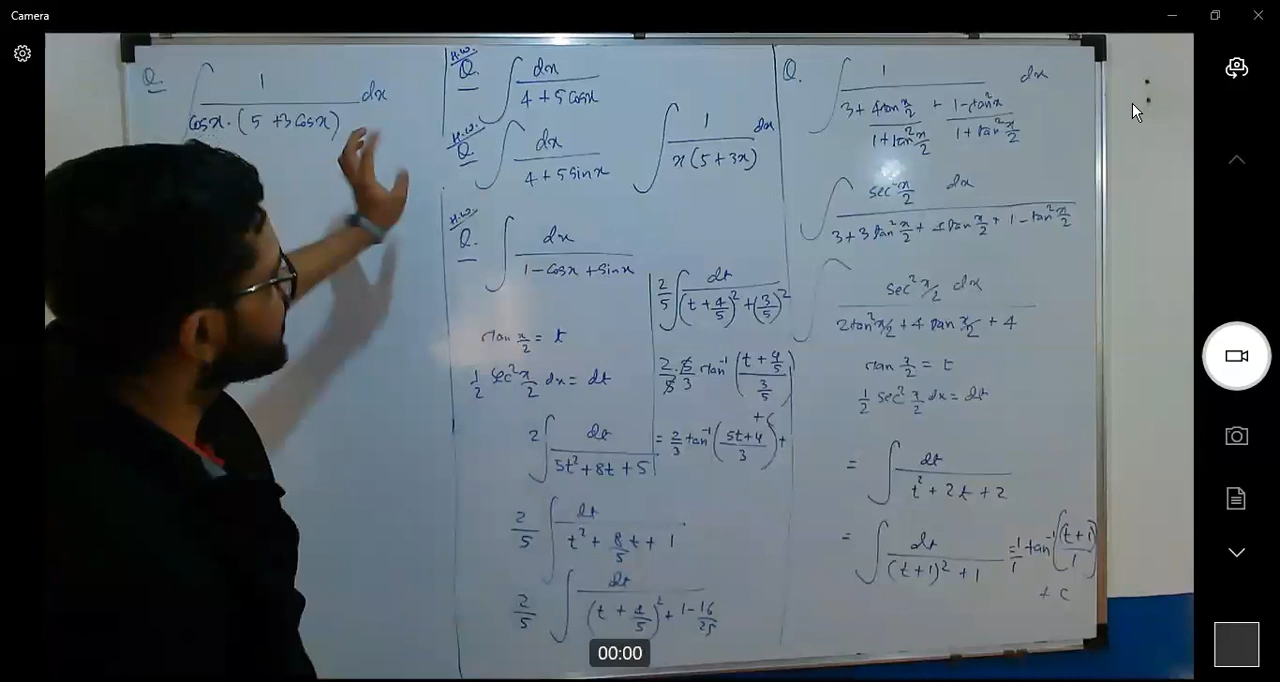 Camera
Q. ∫ 1 / cosx·(5 + 3cosx) dx
H.W. Q. ∫ dx / 4 + 5cosx
H.W. Q. ∫ dx / 4 + 5sinx
∫ 1 / x(5+3x) dx
H.W. Q. ∫ dx / 1 - cosx + sinx
tan x/2 = t
1/2 sec² x/2 dx = dt
2 ∫ dt / 5t² + 8t + 5
2/5 ∫ dt / t² + 8/5 t + 1
2/5 ∫ dt / (t + 4/5)² + 1 - 16/25
2/5 ∫ dt / (t + 4/5)² + (3/5)²
2/5 · 5/3 tan⁻¹ (t + 4/5 / 3/5) + c
= 2/3 tan⁻¹ (5t+4 / 3) +
Q. ∫ 1 / 3 + 4tan x/2 / 1+tan² x/2 + 1-tan² x / 1+tan² x/2 dx
∫ sec² x/2 dx / 3 + 3tan² x/2 + 4tan x/2 + 1 - tan² x/2
∫ sec² x/2 dx / 2tan² x/2 + 4tan x/2 + 4
tan x/2 = t
1/2 sec² x/2 dx = dt
= ∫ dt / t² + 2t + 2
= ∫ dt / (t+1)² + 1 = 1/1 tan⁻¹ ((t+1) / 1)
+ c
00:00